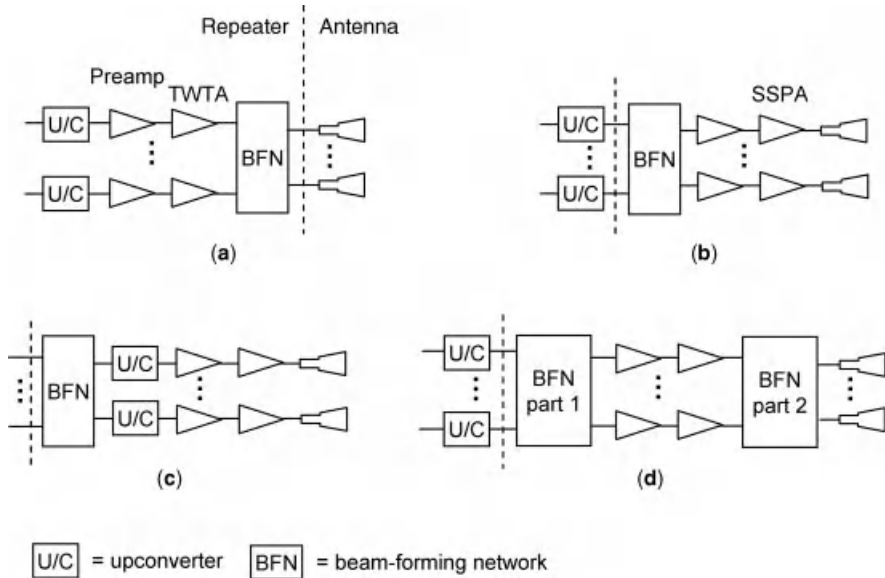 Repeater Antenna
Preamp
TWTA
U/C
BFN
U/C
(a)
SSPA
U/C
BFN
U/C
(b)
BFN
U/C
U/C
(c)
U/C
BFN
part 1
BFN
part 2
U/C
(d)
U/C = upconverter BFN = beam-forming network